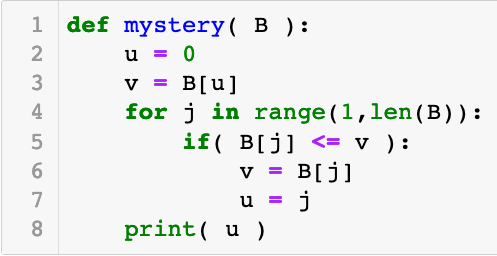 1 def mystery( B ):
2     u = 0
3     v = B[u]
4     for j in range(1,len(B)):
5         if( B[j] <= v ):
6             v = B[j]
7             u = j
8     print( u )